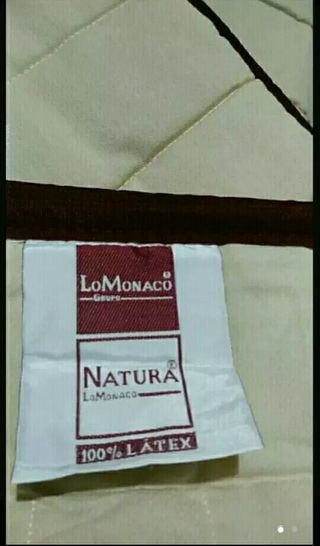 LoMonaco®
Grupo
Natura®
LoMonaco
100% LÁTEX